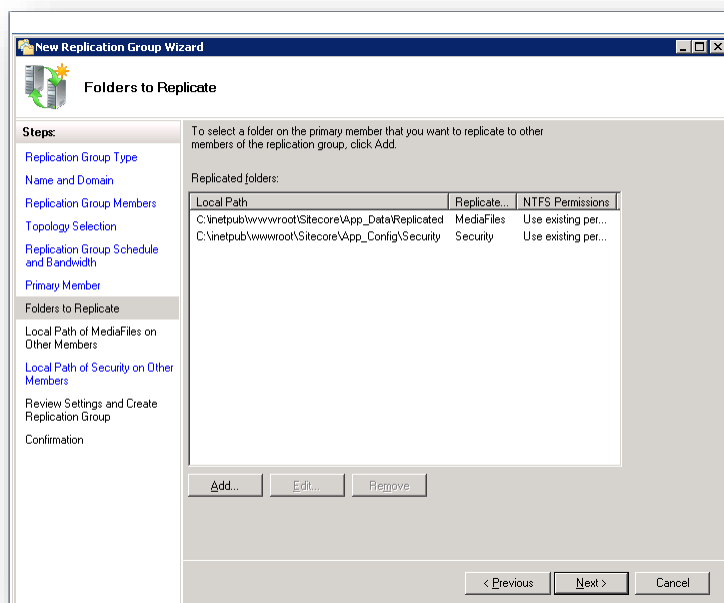 New Replication Group Wizard
Folders to Replicate
Steps:
Replication Group Type
Name and Domain
Replication Group Members
Topology Selection
Replication Group Schedule
and Bandwidth
Primary Member
Folders to Replicate
Local Path of MediaFiles on
Other Members
Local Path of Security on Other
Members
Review Settings and Create
Replication Group
Confirmation
To select a folder on the primary member that you want to replicate to other
members of the replication group, click Add.
Replicated folders:
Local Path Replicate... NTFS Permissions
C:\inetpub\wwwroot\Sitecore\App_Data\Replicated MediaFiles Use existing per...
C:\inetpub\wwwroot\Sitecore\App_Config\Security Security Use existing per...
Add... Edit... Remove
< Previous Next > Cancel